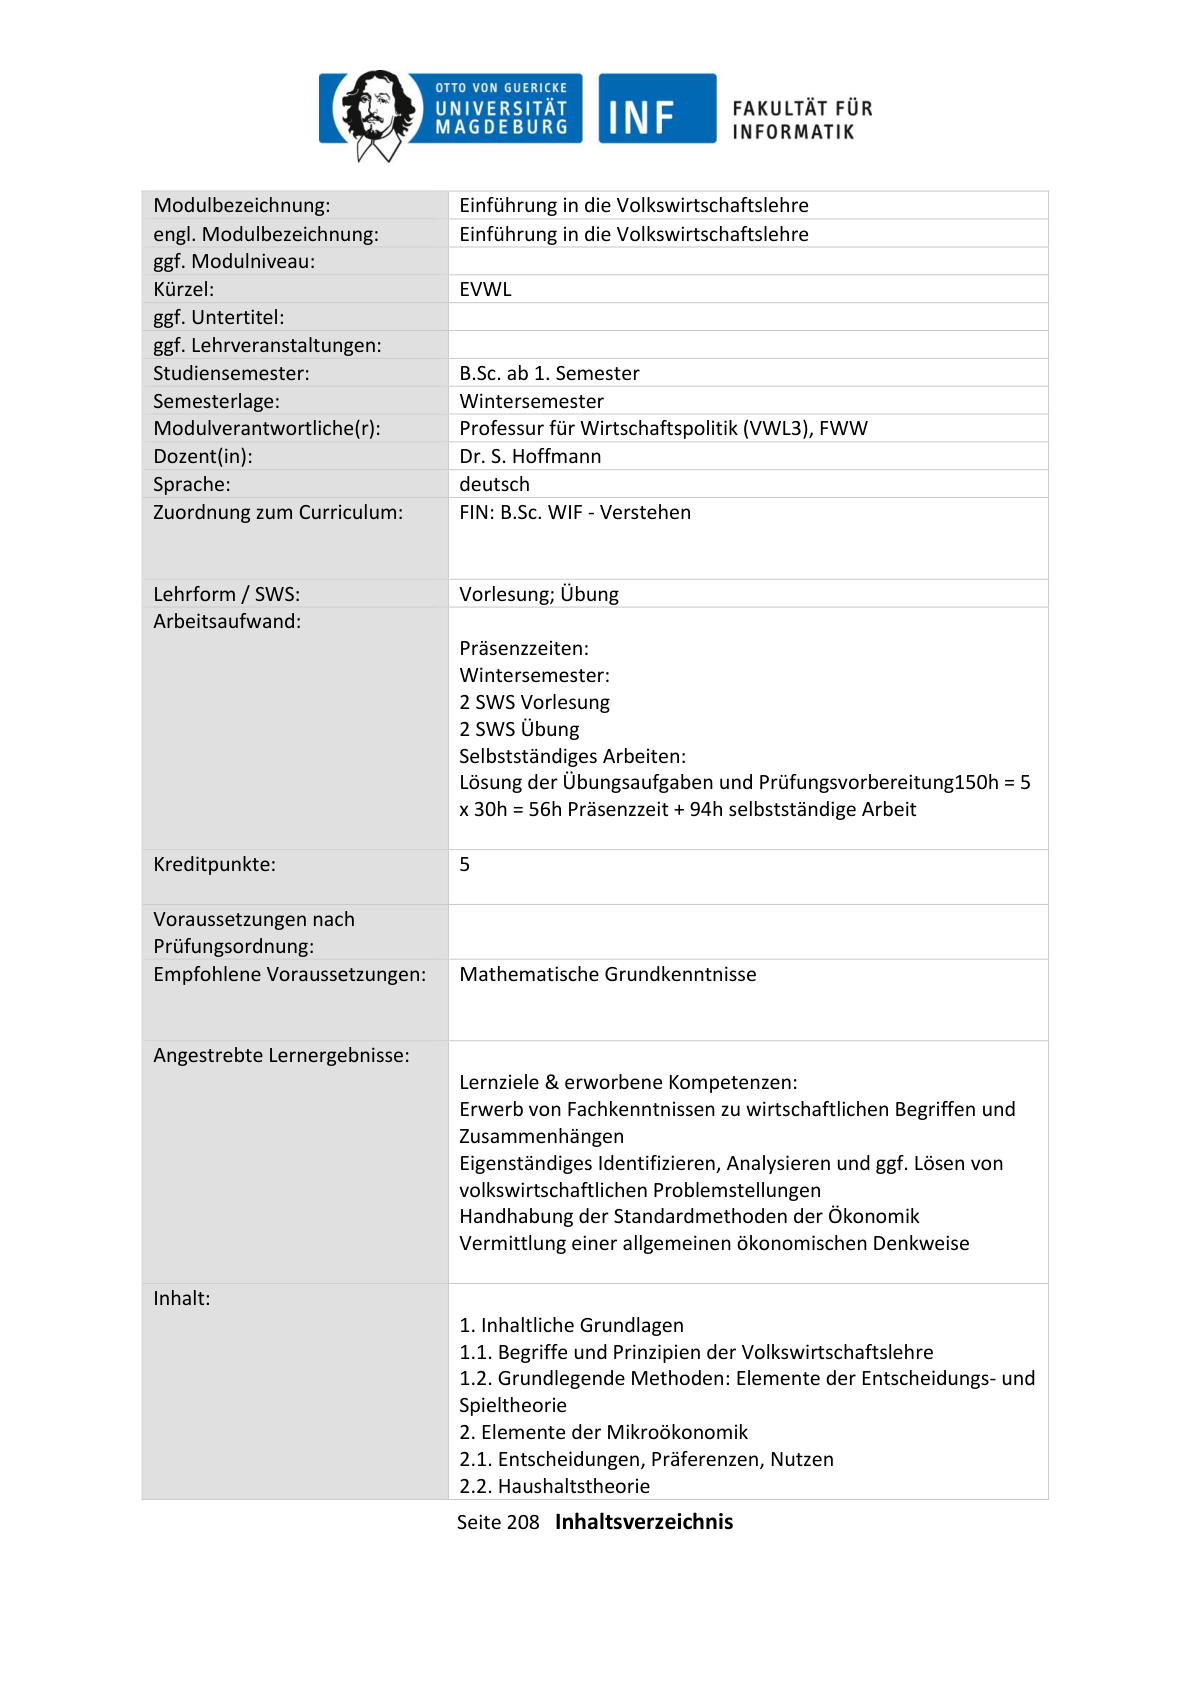 OTTO VON GUERICKE
UNIVERSITÄT
MAGDEBURG
INF
FAKULTÄT FÜR
INFORMATIK
Modulbezeichnung: Einführung in die Volkswirtschaftslehre
engl. Modulbezeichnung: Einführung in die Volkswirtschaftslehre
ggf. Modulniveau:
Kürzel: EVWL
ggf. Untertitel:
ggf. Lehrveranstaltungen:
Studiensemester: B.Sc. ab 1. Semester
Semesterlage: Wintersemester
Modulverantwortliche(r): Professur für Wirtschaftspolitik (VWL3), FWW
Dozent(in): Dr. S. Hoffmann
Sprache: deutsch
Zuordnung zum Curriculum: FIN: B.Sc. WIF - Verstehen
Lehrform / SWS: Vorlesung; Übung
Arbeitsaufwand:
Präsenzzeiten:
Wintersemester:
2 SWS Vorlesung
2 SWS Übung
Selbstständiges Arbeiten:
Lösung der Übungsaufgaben und Prüfungsvorbereitung150h = 5
x 30h = 56h Präsenzzeit + 94h selbstständige Arbeit
Kreditpunkte: 5
Voraussetzungen nach
Prüfungsordnung:
Empfohlene Voraussetzungen: Mathematische Grundkenntnisse
Angestrebte Lernergebnisse:
Lernziele & erworbene Kompetenzen:
Erwerb von Fachkenntnissen zu wirtschaftlichen Begriffen und
Zusammenhängen
Eigenständiges Identifizieren, Analysieren und ggf. Lösen von
volkswirtschaftlichen Problemstellungen
Handhabung der Standardmethoden der Ökonomik
Vermittlung einer allgemeinen ökonomischen Denkweise
Inhalt:
1. Inhaltliche Grundlagen
1.1. Begriffe und Prinzipien der Volkswirtschaftslehre
1.2. Grundlegende Methoden: Elemente der Entscheidungs- und
Spieltheorie
2. Elemente der Mikroökonomik
2.1. Entscheidungen, Präferenzen, Nutzen
2.2. Haushaltstheorie
Seite 208 Inhaltsverzeichnis